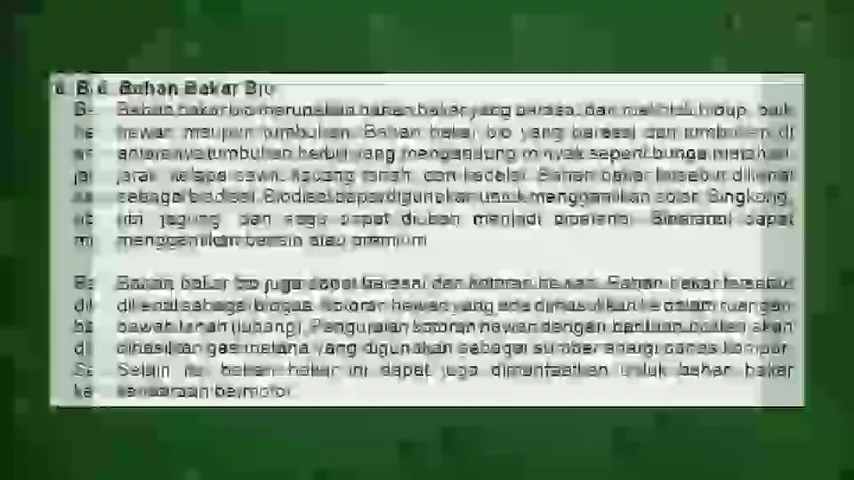 d. Bahan Bakar Bio
Bahan bakar bio merupakan bahan bakar yang berasal dari makhluk hidup, baik
hewan maupun tumbuhan. Bahan bakar bio yang berasal dari tumbuhan di
antaranya tumbuhan berbiji yang mengandung minyak seperti bunga matahari,
jarak, kelapa sawit, kacang tanah, dan kedelai. Bahan bakar tersebut dikenal
sebagai biodisel. Biodisel dapat digunakan untuk menggantikan solar. Singkong,
ubi, jagung, dan sagu dapat diubah menjadi bioetanol. Bioetanol dapat
menggantikan bensin atau premium.
Bahan bakar bio juga dapat berasal dari kotoran hewan. Bahan bakar tersebut
dikenal sebagai biogas. Kotoran hewan yang ada dimasukkan ke dalam ruangan
bawah tanah (lubang). Penguraian kotoran hewan dengan bantuan bakteri akan
dihasilkan gas metana yang digunakan sebagai sumber energi panas kompor.
Selain itu, bahan bakar ini dapat juga dimanfaatkan untuk bahan bakar
kendaraan bermotor.